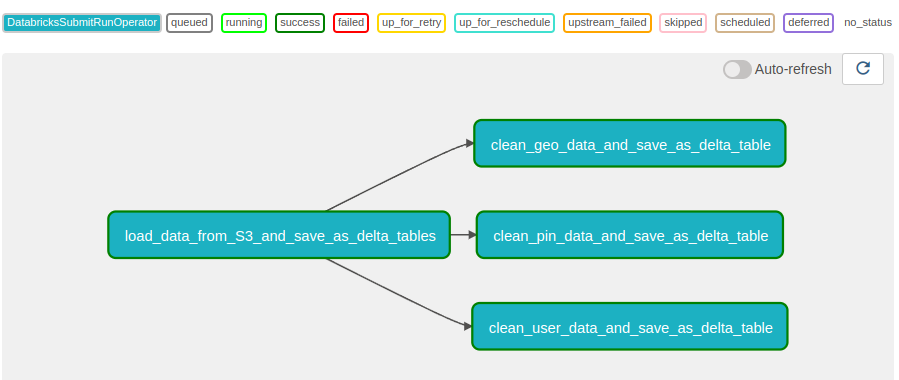 DatabricksSubmitRunOperator queued running success failed up_for_retry up_for_reschedule upstream_failed skipped scheduled deferred no_status
Auto-refresh
clean_geo_data_and_save_as_delta_table
load_data_from_S3_and_save_as_delta_tables
clean_pin_data_and_save_as_delta_table
clean_user_data_and_save_as_delta_table